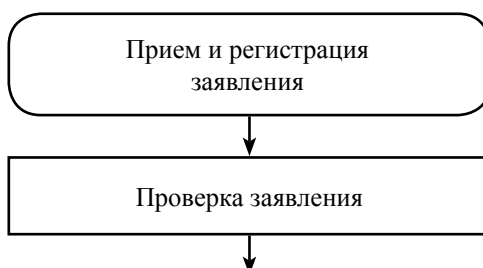 Прием и регистрация
заявления
Проверка заявления